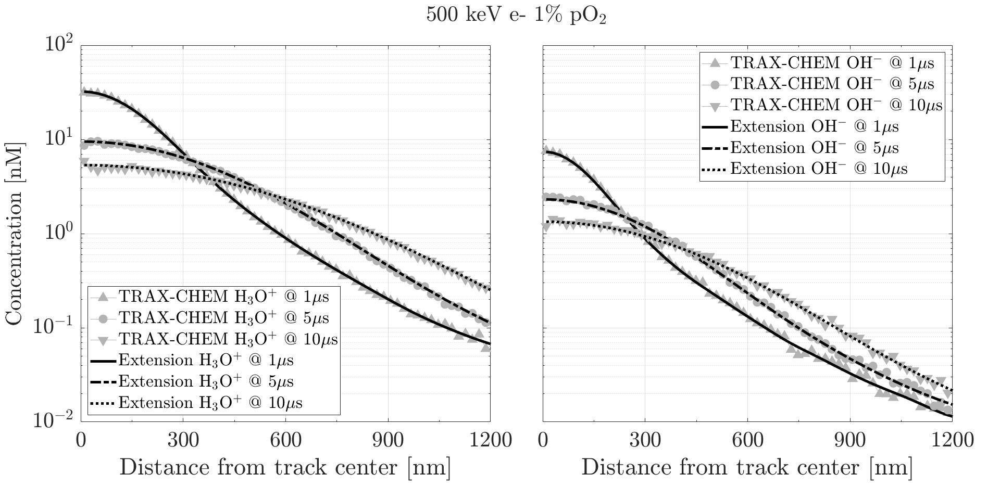 500 keV e- 1% pO₂
Concentration [nM]
10²
10¹
10⁰
10⁻¹
10⁻²
TRAX-CHEM H₃O⁺ @ 1μs
TRAX-CHEM H₃O⁺ @ 5μs
TRAX-CHEM H₃O⁺ @ 10μs
Extension H₃O⁺ @ 1μs
Extension H₃O⁺ @ 5μs
Extension H₃O⁺ @ 10μs
0 300 600 900 1200
Distance from track center [nm]
TRAX-CHEM OH⁻ @ 1μs
TRAX-CHEM OH⁻ @ 5μs
TRAX-CHEM OH⁻ @ 10μs
Extension OH⁻ @ 1μs
Extension OH⁻ @ 5μs
Extension OH⁻ @ 10μs
0 300 600 900 1200
Distance from track center [nm]